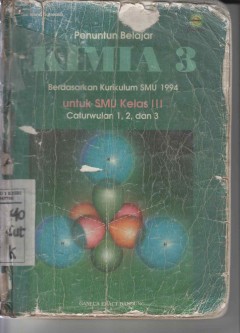 Penuntun Belajar
KIMIA 3
Berdasarkan Kurikulum SMU 1994
untuk SMU Kelas III
Caturwulan 1, 2, dan 3